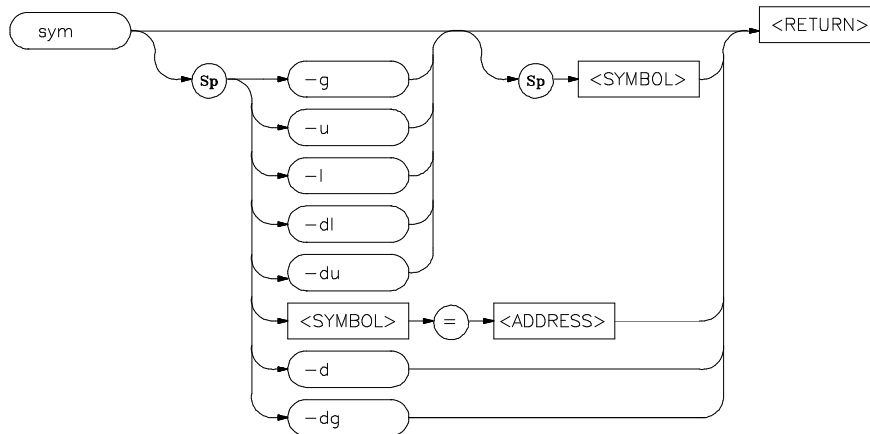 sym
<RETURN>
Sp
-g
Sp
<SYMBOL>
-u
-l
-dl
-du
<SYMBOL>
=
<ADDRESS>
-d
-dg